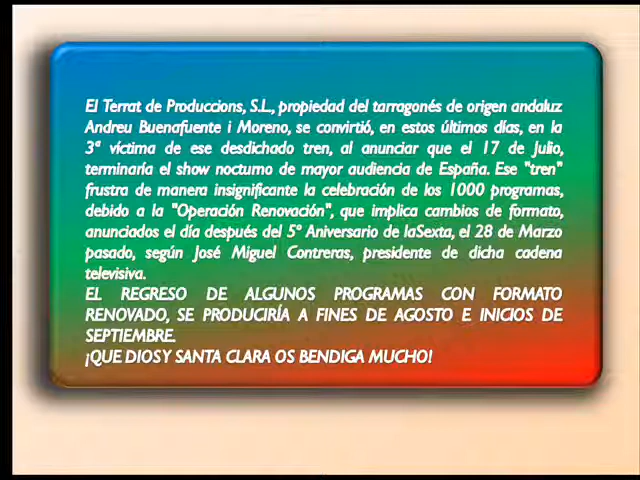 El Terrat de Produccions, S.L., propiedad del tarragonés de origen andaluz
Andreu Buenafuente i Moreno, se convirtió, en estos últimos días, en la
3ª víctima de ese desdichado tren, al anunciar que el 17 de Julio,
terminaría el show nocturno de mayor audiencia de España. Ese "tren"
frustra de manera insignificante la celebración de los 1000 programas,
debido a la "Operación Renovación", que implica cambios de formato,
anunciados el día después del 5º Aniversario de laSexta, el 28 de Marzo
pasado, según José Miguel Contreras, presidente de dicha cadena
televisiva.
EL REGRESO DE ALGUNOS PROGRAMAS CON FORMATO
RENOVADO, SE PRODUCIRÍA A FINES DE AGOSTO E INICIOS DE
SEPTIEMBRE.
¡QUE DIOS Y SANTA CLARA OS BENDIGA MUCHO!